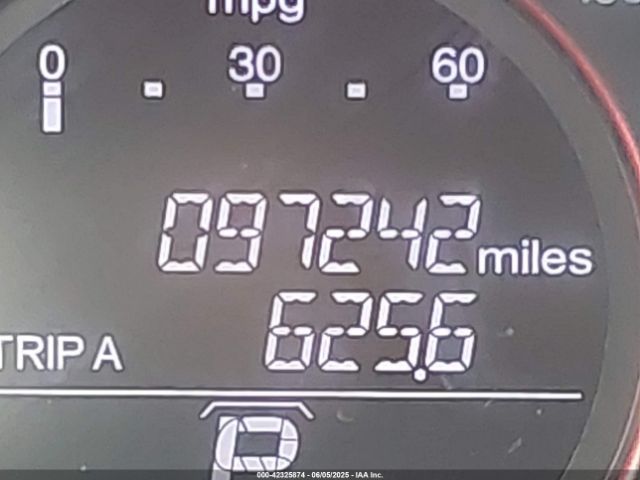 mpg
0 30 60
097242 miles
TRIP A 625.6
P
000-42325874 - 06/05/2025 - IAA Inc.